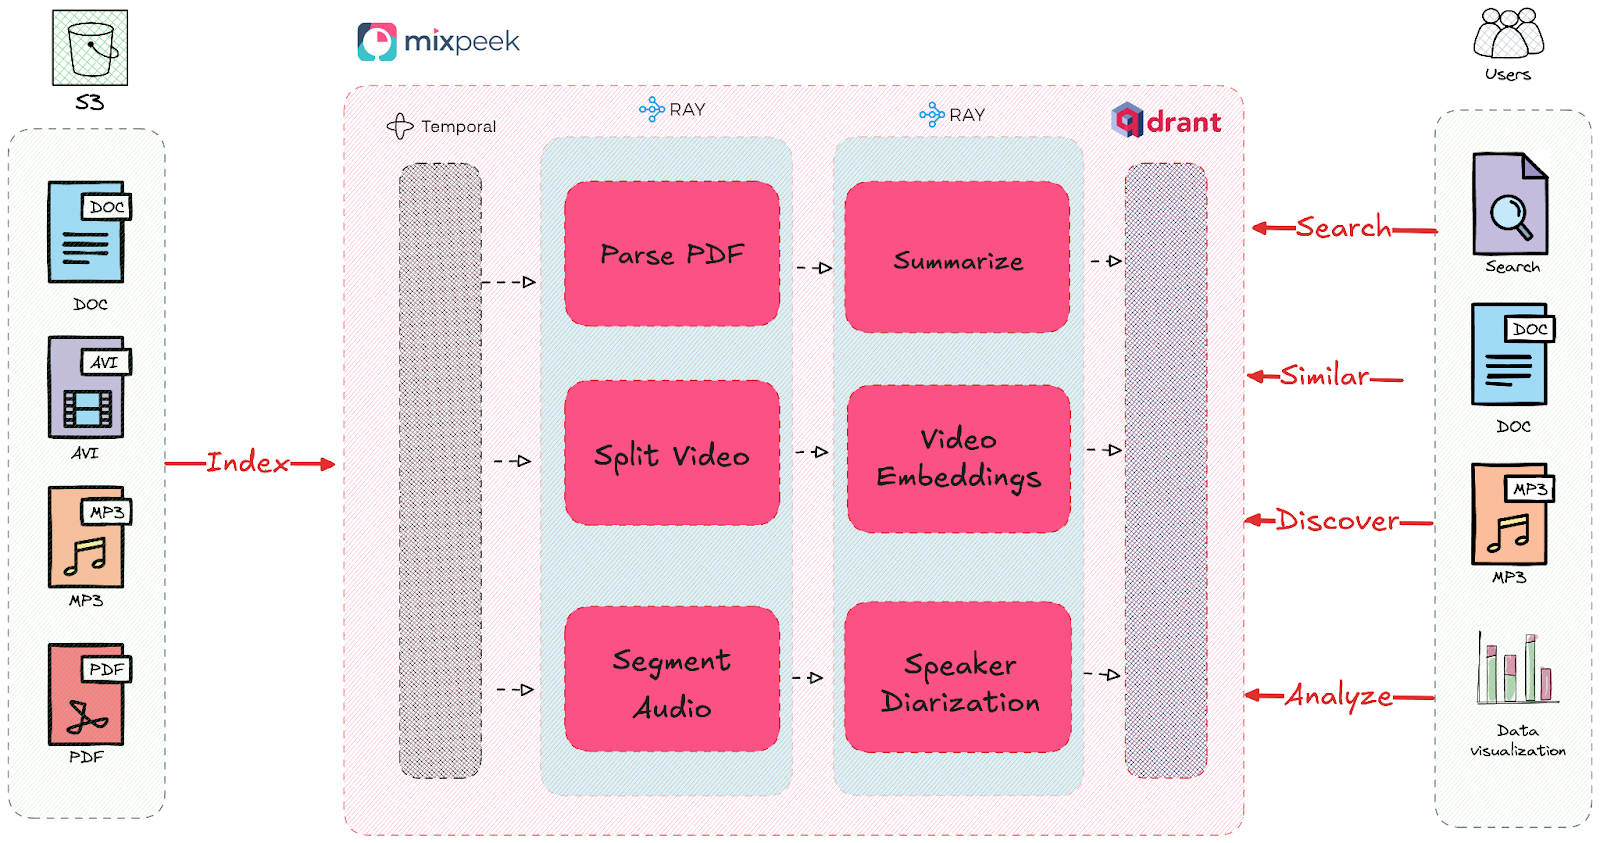 S3
DOC
DOC
AVI
AVI
MP3
MP3
PDF
PDF
Index
mixpeek
Temporal
RAY
RAY
qdrant
Parse PDF
Summarize
Split Video
Video
Embeddings
Segment
Audio
Speaker
Diarization
Search
Similar
Discover
Analyze
Users
Search
DOC
DOC
MP3
MP3
Data
visualization